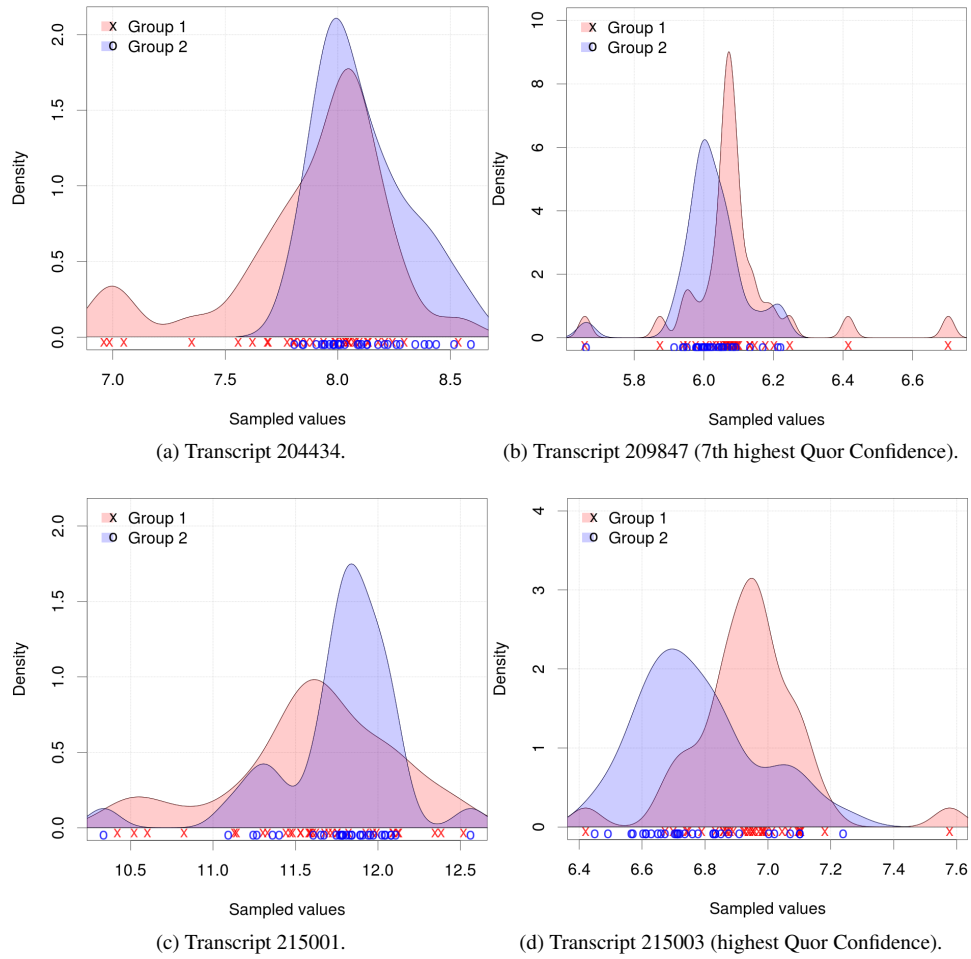 X Group 1
O Group 2
Density
0.0 0.5 1.0 1.5 2.0
7.0 7.5 8.0 8.5
Sampled values
(a) Transcript 204434.
X Group 1
O Group 2
Density
0 2 4 6 8 10
5.8 6.0 6.2 6.4 6.6
Sampled values
(b) Transcript 209847 (7th highest Quor Confidence).
X Group 1
O Group 2
Density
0.0 0.5 1.0 1.5 2.0
10.5 11.0 11.5 12.0 12.5
Sampled values
(c) Transcript 215001.
X Group 1
O Group 2
Density
0 1 2 3 4
6.4 6.6 6.8 7.0 7.2 7.4 7.6
Sampled values
(d) Transcript 215003 (highest Quor Confidence).